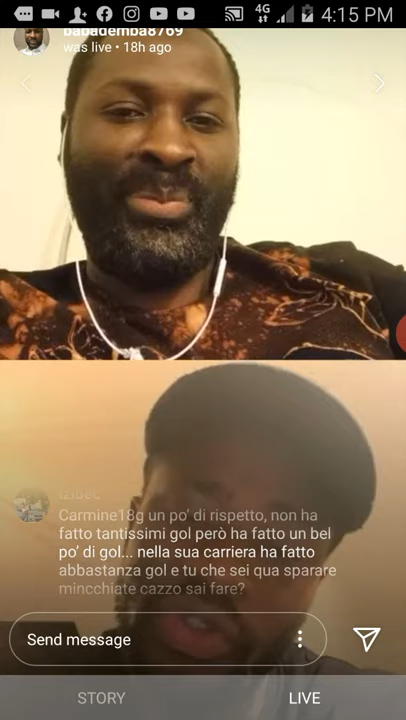 4G 4:15 PM
babademba8769
was live • 18h ago
Carmine18g un po' di rispetto, non ha
fatto tantissimi gol però ha fatto un bel
po' di gol... nella sua carriera ha fatto
abbastanza gol e tu che sei qua sparare
mincchiate cazzo sai fare?
Send message
STORY
LIVE